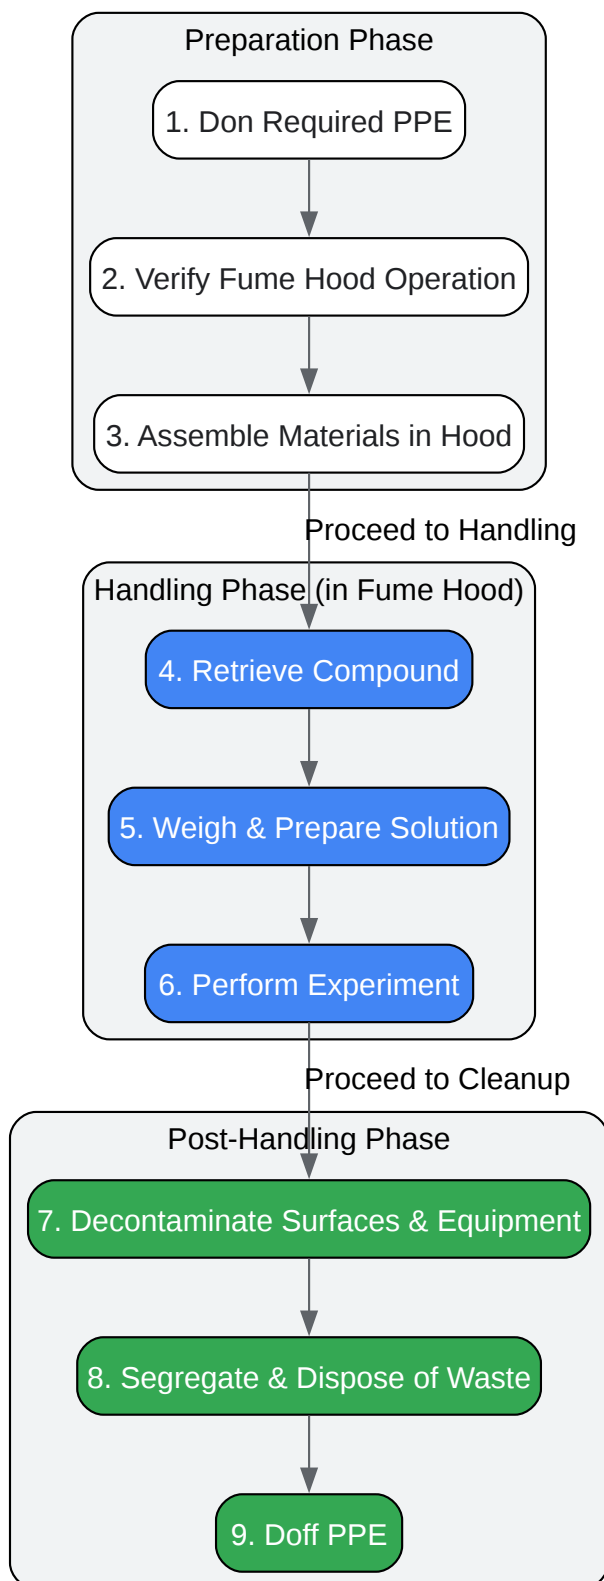 Preparation Phase
1. Don Required PPE
2. Verify Fume Hood Operation
3. Assemble Materials in Hood
Proceed to Handling
Handling Phase (in Fume Hood)
4. Retrieve Compound
5. Weigh & Prepare Solution
6. Perform Experiment
Proceed to Cleanup
Post-Handling Phase
7. Decontaminate Surfaces & Equipment
8. Segregate & Dispose of Waste
9. Doff PPE